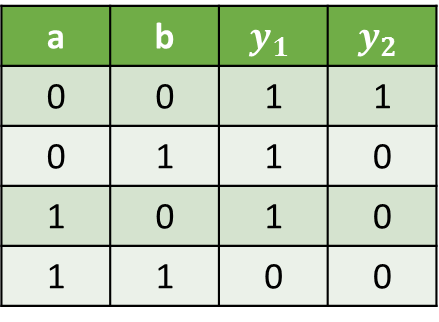 a b y₁ y₂
0 0 1 1
0 1 1 0
1 0 1 0
1 1 0 0